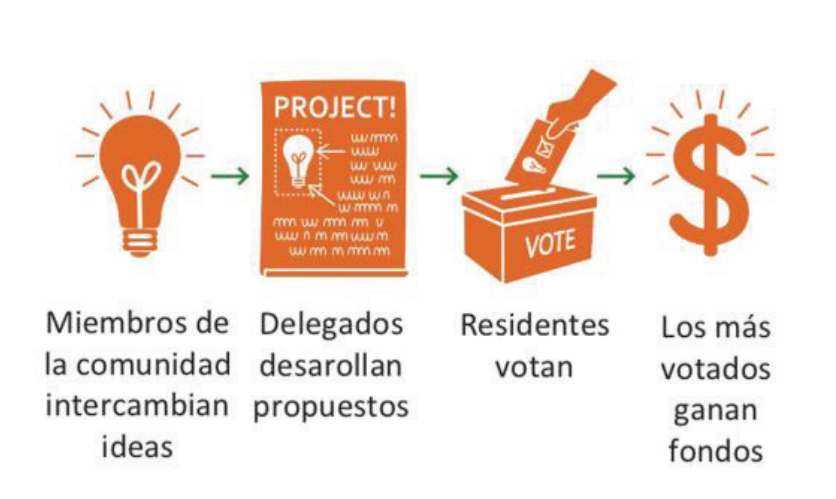 PROJECT!
VOTE
Miembros de
la comunidad
intercambian
ideas
Delegados
desarollan
propuestos
Residentes
votan
Los más
votados
ganan
fondos